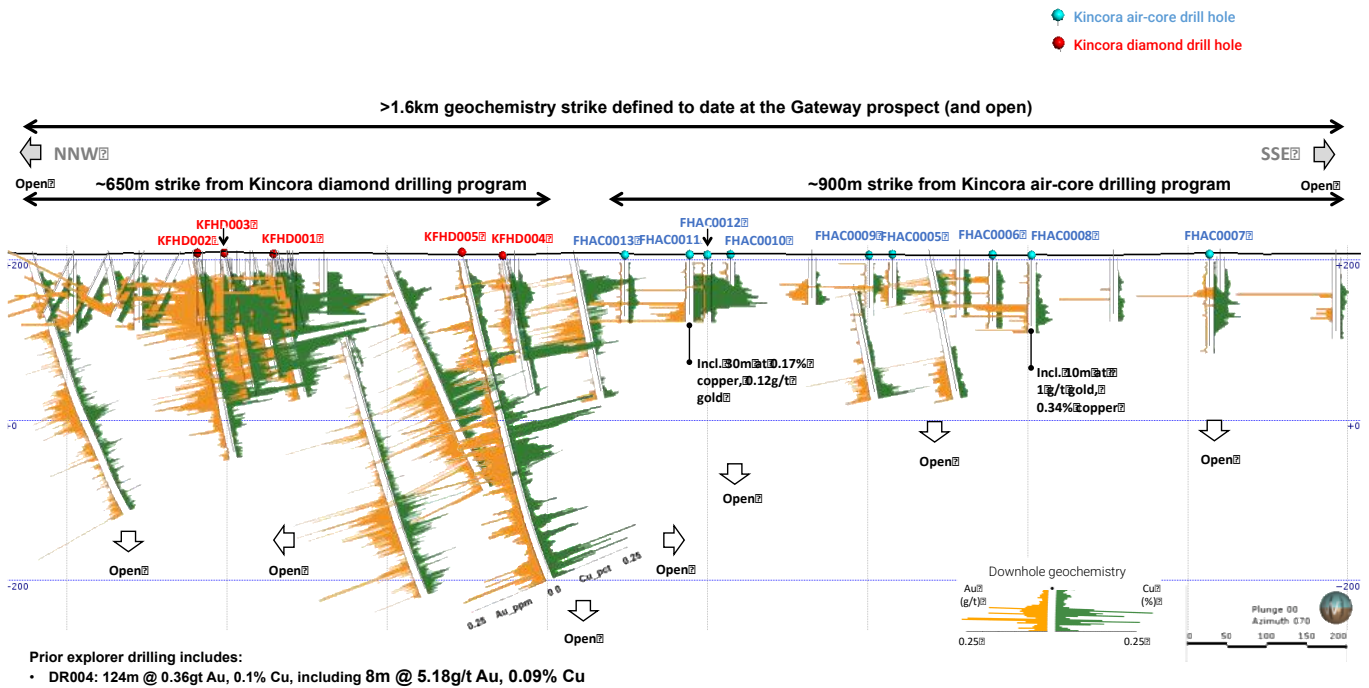 Kincora air-core drill hole
Kincora diamond drill hole
>1.6km geochemistry strike defined to date at the Gateway prospect (and open)
NNW
SSE
Open
Open
~650m strike from Kincora diamond drilling program
~900m strike from Kincora air-core drilling program
KFHD003
FHAC0012
KFHD002
KFHD001
KFHD005
KFHD004
FHAC0013
FHAC0011
FHAC0010
FHAC0009
FHAC0005
FHAC0006
FHAC0008
FHAC0007
-200
+200
Incl. 30m at 0.17%
copper, 0.12g/t
gold
Incl. 10m at
1 g/t gold,
0.34% copper
-0
+0
Open
Open
Open
Open
Open
Open
Open
-200
-200
0.25 Au_ppm 0 0 Cu_pct 0.25
Downhole geochemistry
Au
(g/t)
Cu
(%)
0.25
0.25
Plunge 00
Azimuth 070
0 50 100 150 200
Prior explorer drilling includes:
• DR004: 124m @ 0.36gt Au, 0.1% Cu, including 8m @ 5.18g/t Au, 0.09% Cu